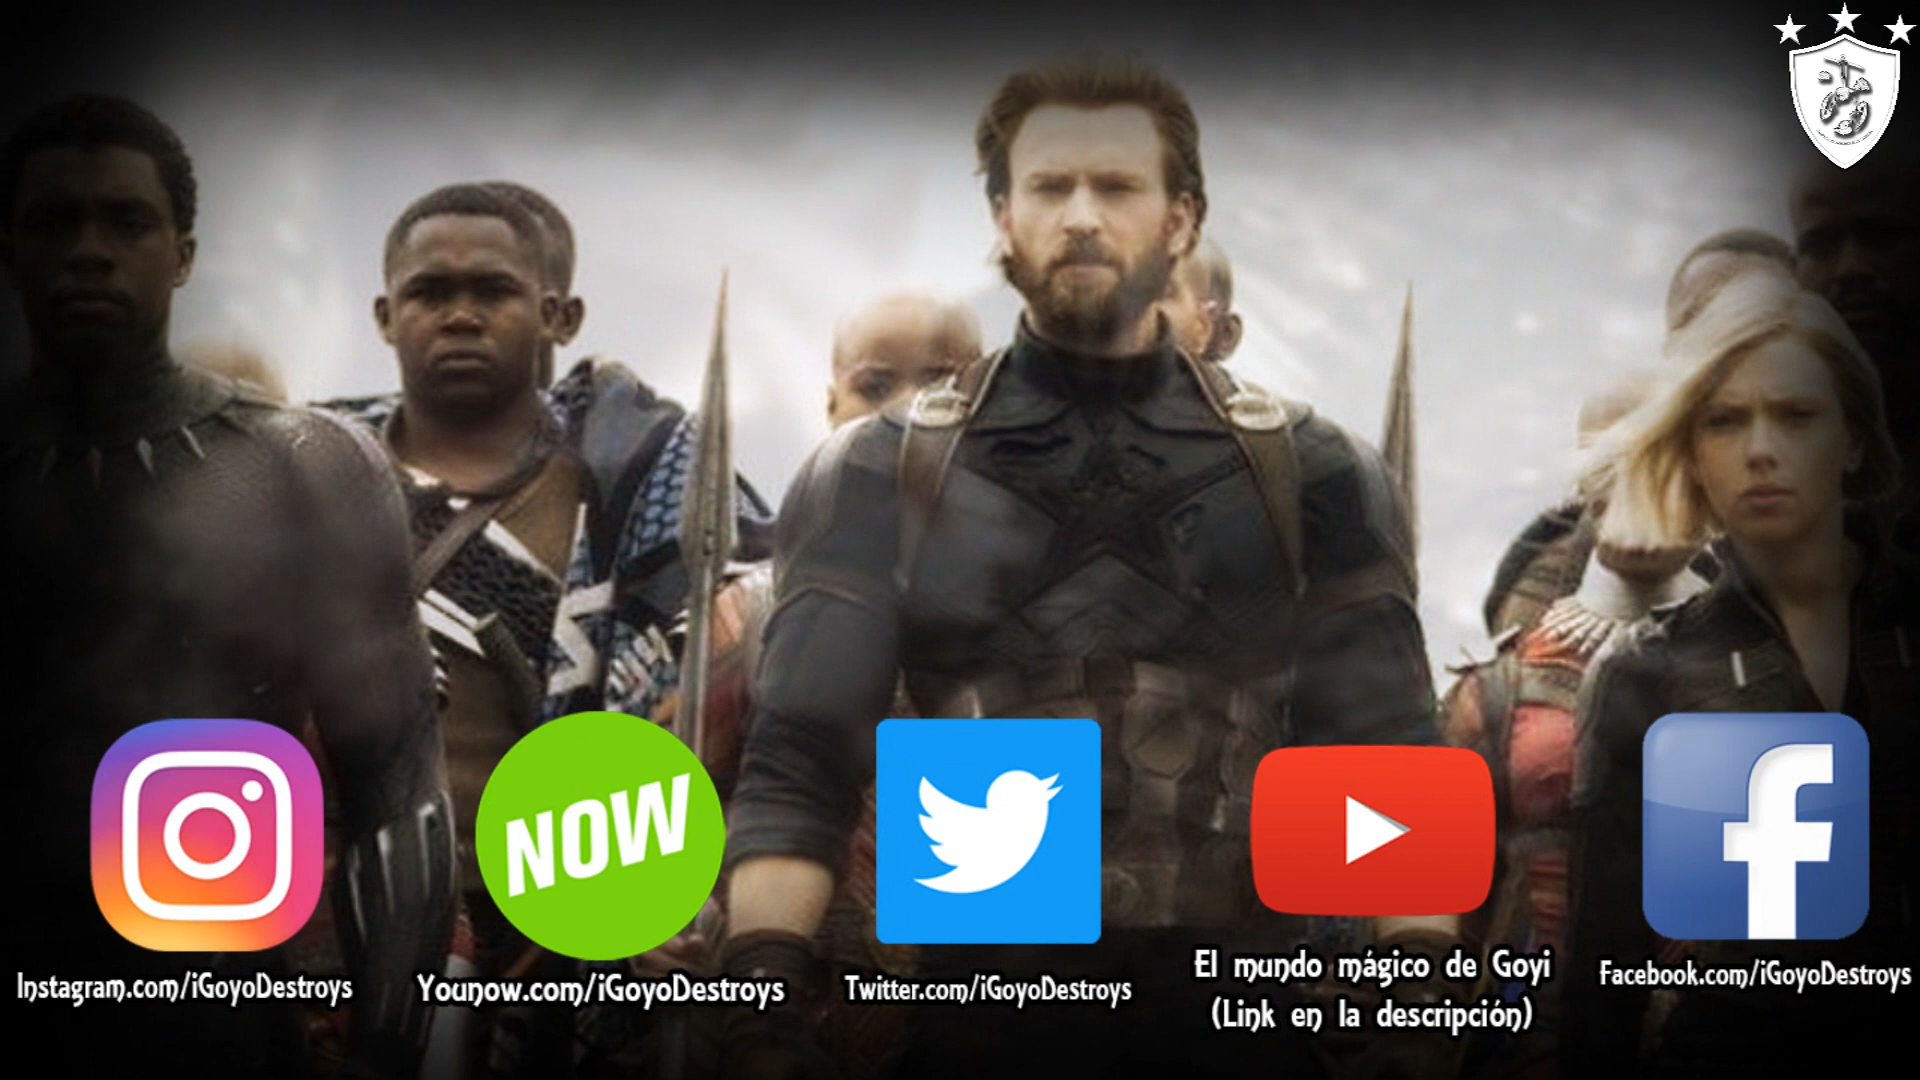 NOW
Instagram.com/iGoyoDestroys
Younow.com/iGoyoDestroys
Twitter.com/iGoyoDestroys
El mundo mágico de Goyi
(Link en la descripción)
Facebook.com/iGoyoDestroys